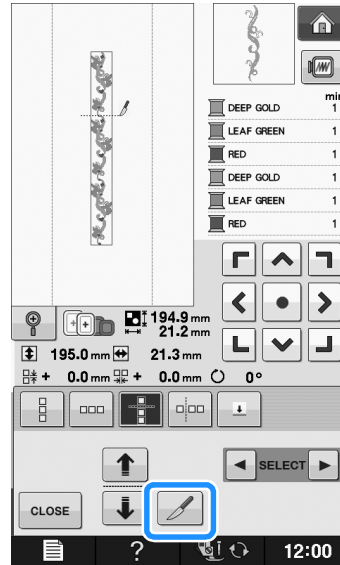 min
DEEP GOLD 1
LEAF GREEN 1
RED 1
DEEP GOLD 1
LEAF GREEN 1
RED 1
194.9 mm
21.2 mm
195.0 mm 21.3 mm
+ 0.0 mm + 0.0 mm 0°
SELECT
CLOSE
? 12:00